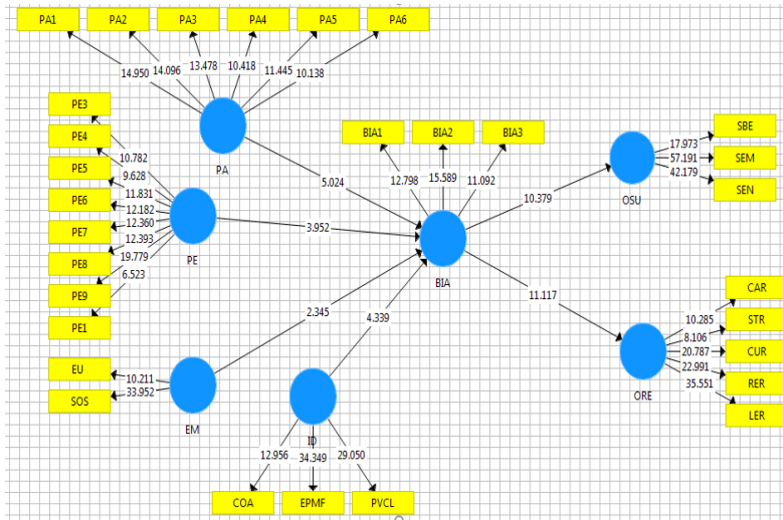 PA1 PA2 PA3 PA4 PA5 PA6
14.950 14.096 13.478 10.418 11.445 10.138
PA
PE3
PE4
PE5
PE6
PE7
PE8
PE9
PE1
10.782
9.628
11.831
12.182
12.360
12.393
19.779
6.523
PE
EU
SOS
10.211
33.952
EM
ID
12.956 34.349 29.050
COA EPMF PVCL
5.024
3.952
2.345
4.339
BIA1 BIA2 BIA3
12.798 15.589 11.092
BIA
10.379
11.117
OSU
17.973
57.191
42.179
SBE
SEM
SEN
ORE
10.285
8.106
20.787
22.991
35.551
CAR
STR
CUR
RER
LER